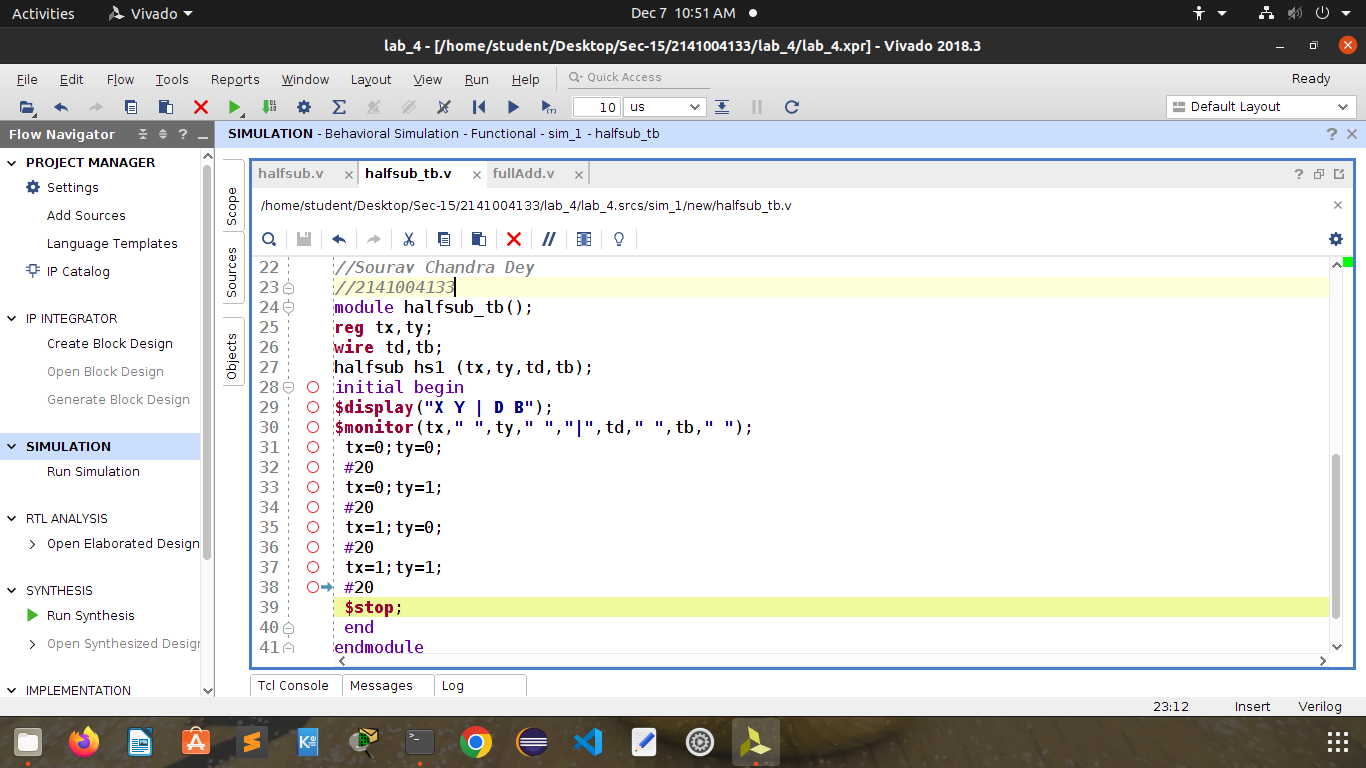 Activities Vivado Dec 7 10:51 AM
lab_4 - [/home/student/Desktop/Sec-15/2141004133/lab_4/lab_4.xpr] - Vivado 2018.3
File Edit Flow Tools Reports Window Layout View Run Help Quick Access Ready
10 us Default Layout
Flow Navigator
SIMULATION - Behavioral Simulation - Functional - sim_1 - halfsub_tb
PROJECT MANAGER
Settings
Add Sources
Language Templates
IP Catalog
IP INTEGRATOR
Create Block Design
Open Block Design
Generate Block Design
SIMULATION
Run Simulation
RTL ANALYSIS
Open Elaborated Design
SYNTHESIS
Run Synthesis
Open Synthesized Desigr
IMPLEMENTATION
Scope
Sources
Objects
halfsub.v halfsub_tb.v fullAdd.v
/home/student/Desktop/Sec-15/2141004133/lab_4/lab_4.srcs/sim_1/new/halfsub_tb.v
22 //Sourav Chandra Dey
23 //2141004133
24 module halfsub_tb();
25 reg tx,ty;
26 wire td,tb;
27 halfsub hs1 (tx,ty,td,tb);
28 initial begin
29 $display("X Y | D B");
30 $monitor(tx," ",ty," ","|",td," ",tb," ");
31 tx=0;ty=0;
32 #20
33 tx=0;ty=1;
34 #20
35 tx=1;ty=0;
36 #20
37 tx=1;ty=1;
38 #20
39 $stop;
40 end
41 endmodule
Tcl Console Messages Log
23:12 Insert Verilog